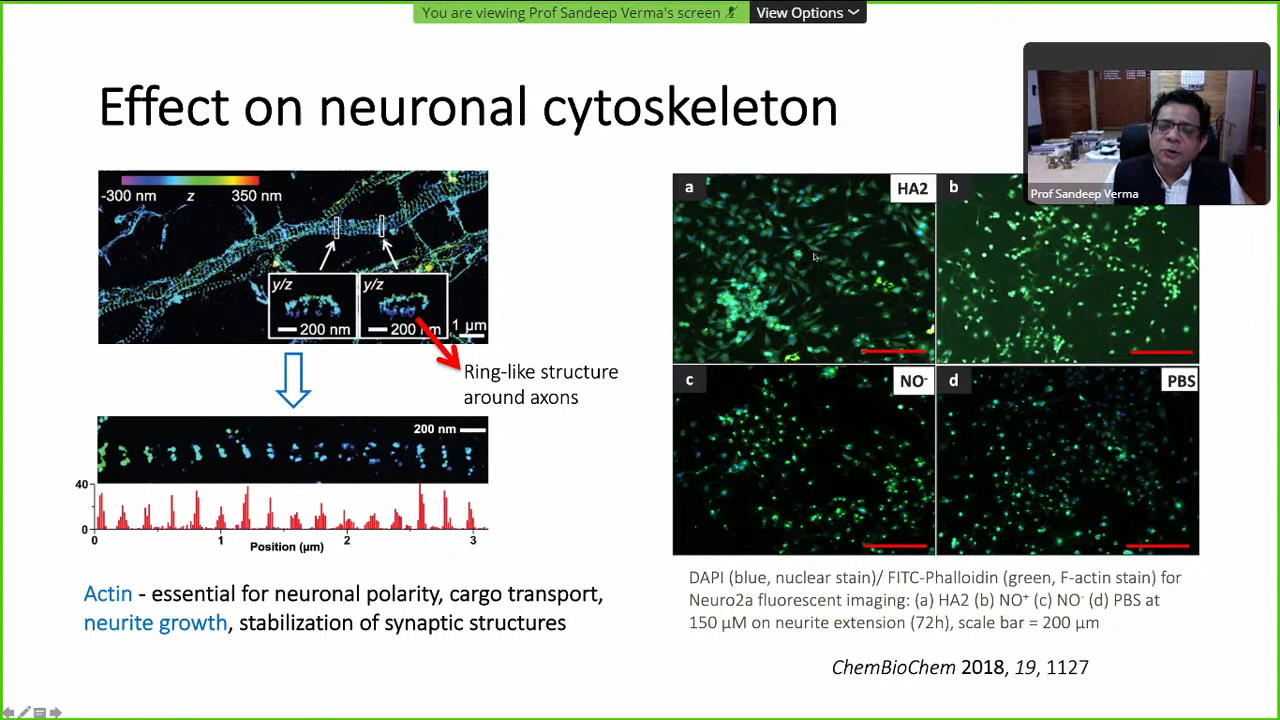 You are viewing Prof Sandeep Verma's screen
View Options
Effect on neuronal cytoskeleton
Prof Sandeep Verma
-300 nm z 350 nm
y/z
y/z
200 nm
200 nm
1 µm
Ring-like structure
around axons
200 nm
40
0
0 1 2 3
Position (µm)
Actin - essential for neuronal polarity, cargo transport,
neurite growth, stabilization of synaptic structures
a
HA2
b
c
NO-
d
PBS
DAPI (blue, nuclear stain)/ FITC-Phalloidin (green, F-actin stain) for
Neuro2a fluorescent imaging: (a) HA2 (b) NO+ (c) NO- (d) PBS at
150 µM on neurite extension (72h), scale bar = 200 µm
ChemBioChem 2018, 19, 1127